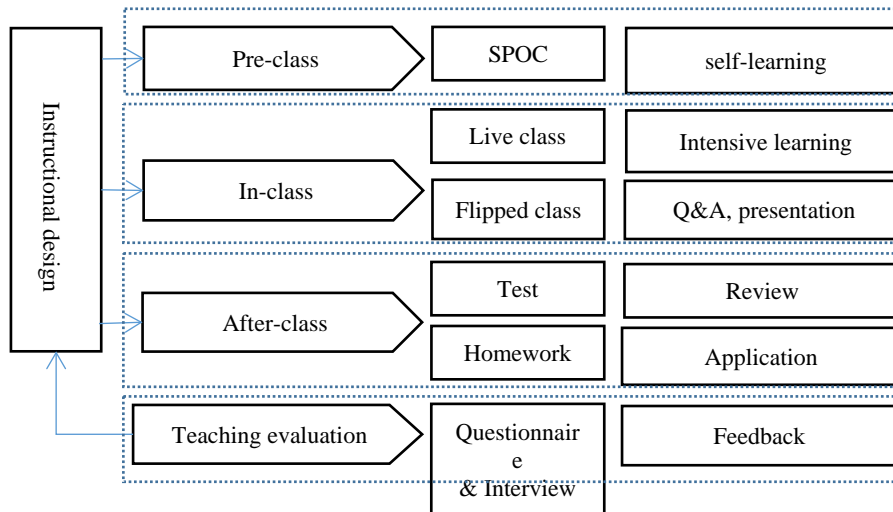 Instructional design
Pre-class
SPOC
self-learning
In-class
Live class
Intensive learning
Flipped class
Q&A, presentation
After-class
Test
Review
Homework
Application
Teaching evaluation
Questionnair
e
& Interview
Feedback